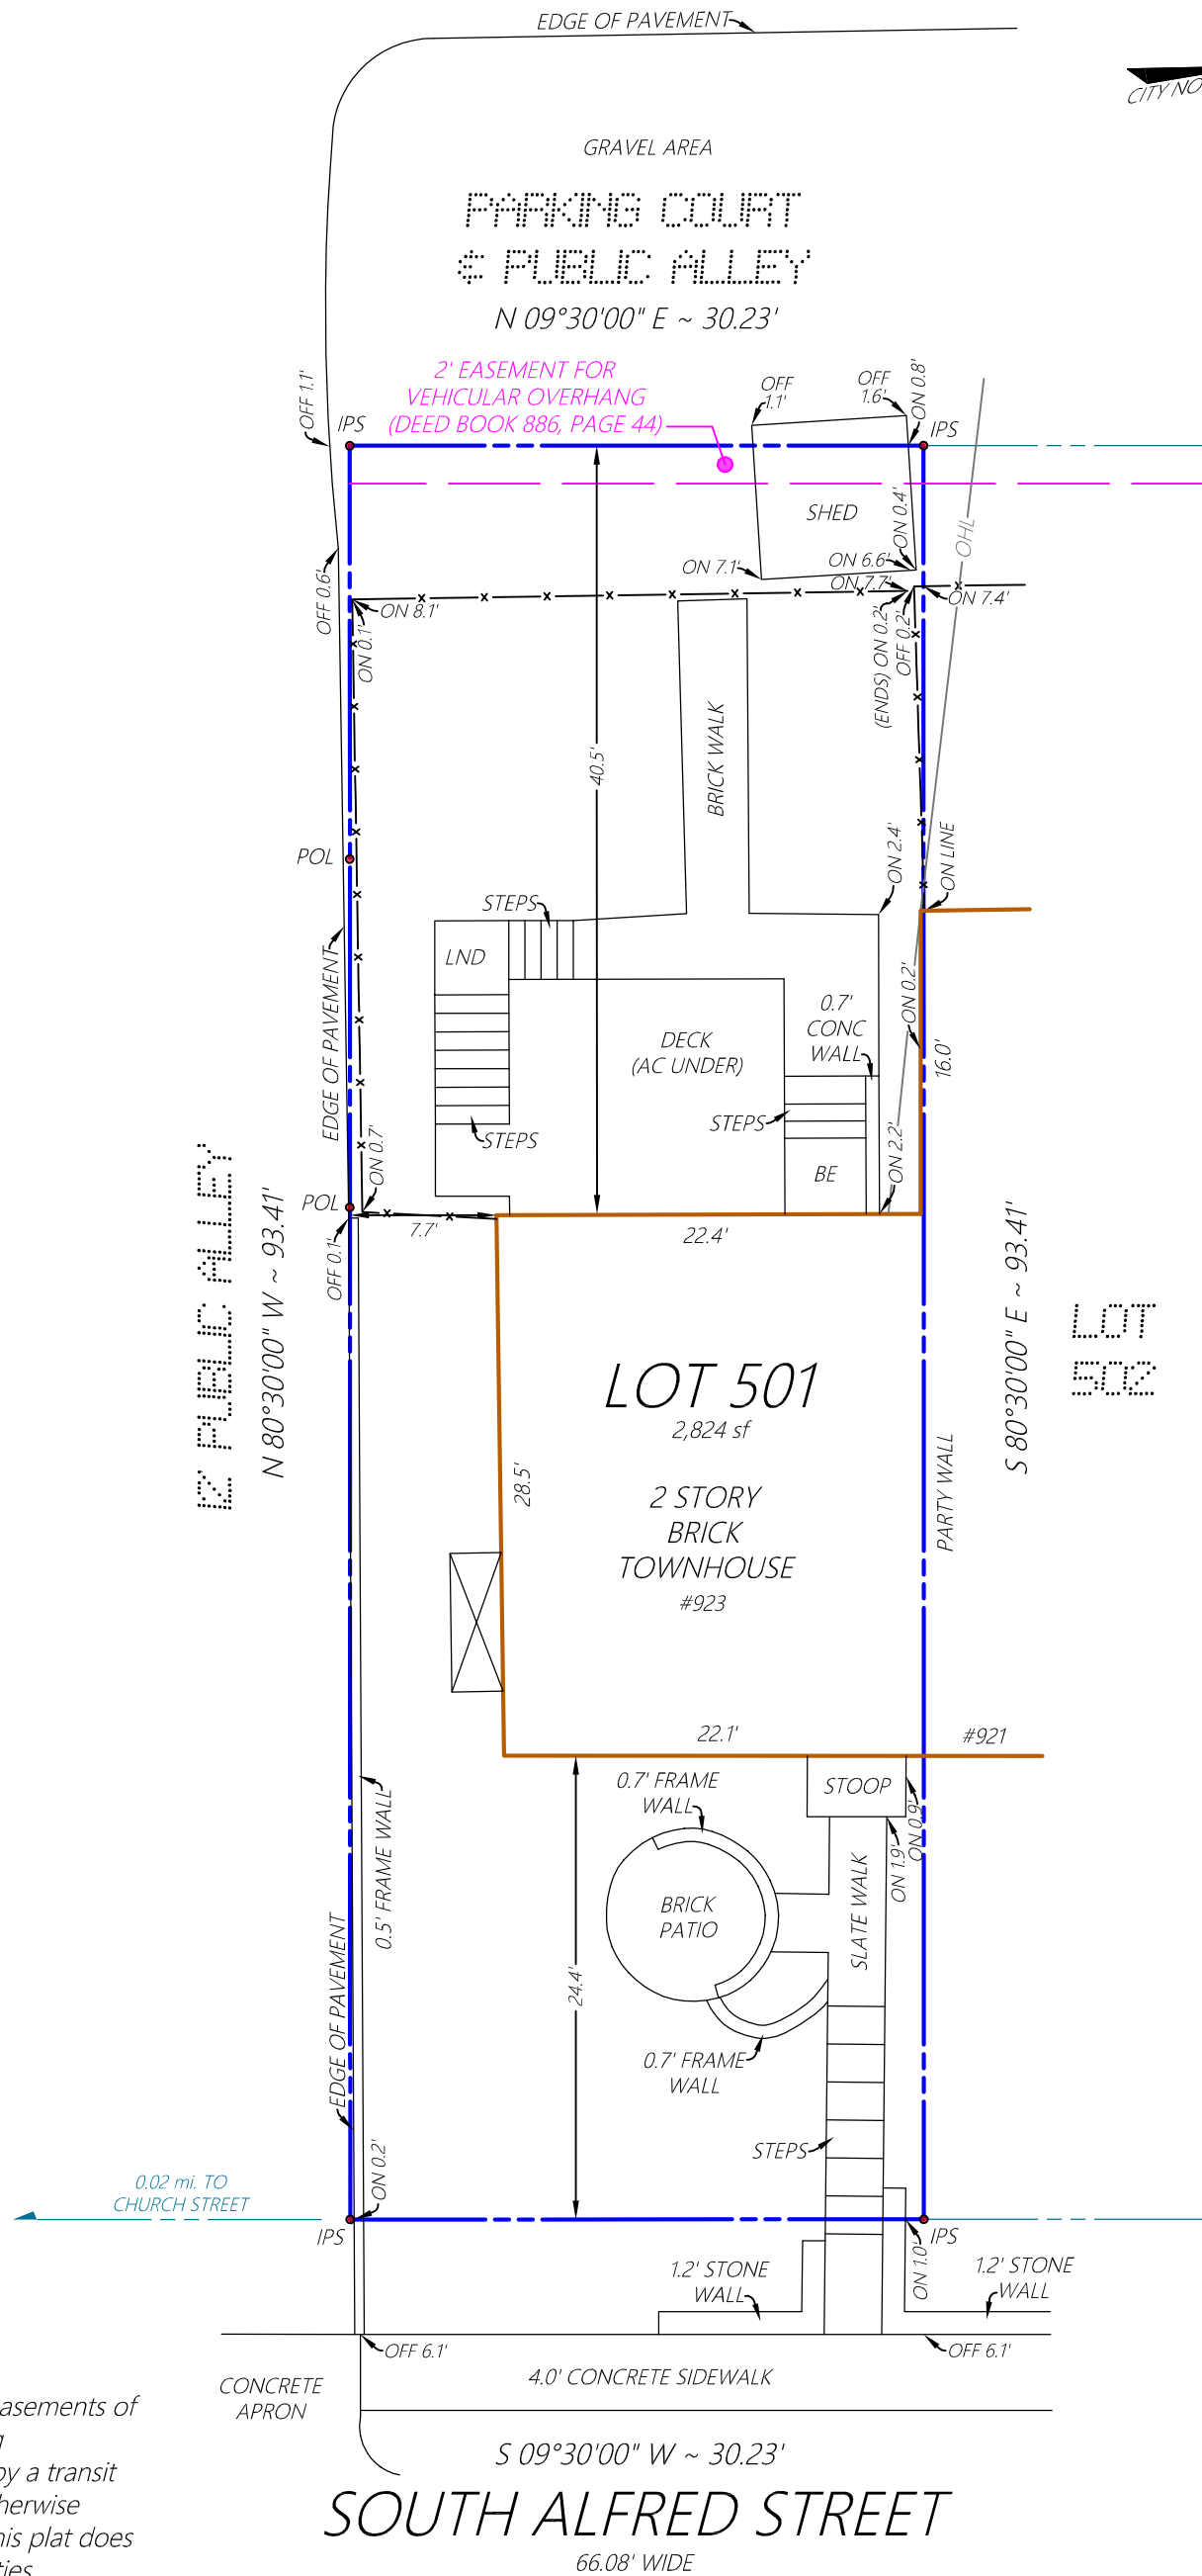 EDGE OF PAVEMENT
CITY NO
GRAVEL AREA
PARKING COURT
& PUBLIC ALLEY
N 09°30'00" E ~ 30.23'
2' EASEMENT FOR
VEHICULAR OVERHANG
(DEED BOOK 886, PAGE 44)
OFF 1.1'
IPS
OFF
1.1'
OFF
1.6'
ON 0.8'
IPS
SHED
ON 0.4'
OHL
OFF 0.6'
ON 7.1'
ON 6.6'
ON 7.7'
ON 7.4'
ON 8.1'
ON 0.1'
(ENDS) ON 0.2'
OFF 0.2'
40.5'
BRICK WALK
POL
ON 2.4'
ON LINE
STEPS
LND
EDGE OF PAVEMENT
DECK
(AC UNDER)
0.7'
CONC
WALL
ON 0.2'
16.0'
STEPS
STEPS
BE
ON 2.2'
ON 0.7'
POL
7.7'
OFF 0.1'
22.4'
12' PUBLIC ALLEY
N 80°30'00" W ~ 93.41'
S 80°30'00" E ~ 93.41'
LOT
502
LOT 501
2,824 sf
28.5'
2 STORY
BRICK
TOWNHOUSE
#923
PARTY WALL
22.1'
#921
0.7' FRAME
WALL
STOOP
ON 0.9'
ON 1.9'
0.5' FRAME WALL
BRICK
PATIO
SLATE WALK
24.4'
EDGE OF PAVEMENT
0.7' FRAME
WALL
STEPS
0.02 mi. TO
CHURCH STREET
ON 0.2'
IPS
IPS
ON 1.0'
1.2' STONE
WALL
1.2' STONE
WALL
OFF 6.1'
OFF 6.1'
CONCRETE
APRON
4.0' CONCRETE SIDEWALK
asements of
by a transit
herwise
his plat does
ties
S 09°30'00" W ~ 30.23'
SOUTH ALFRED STREET
66.08' WIDE